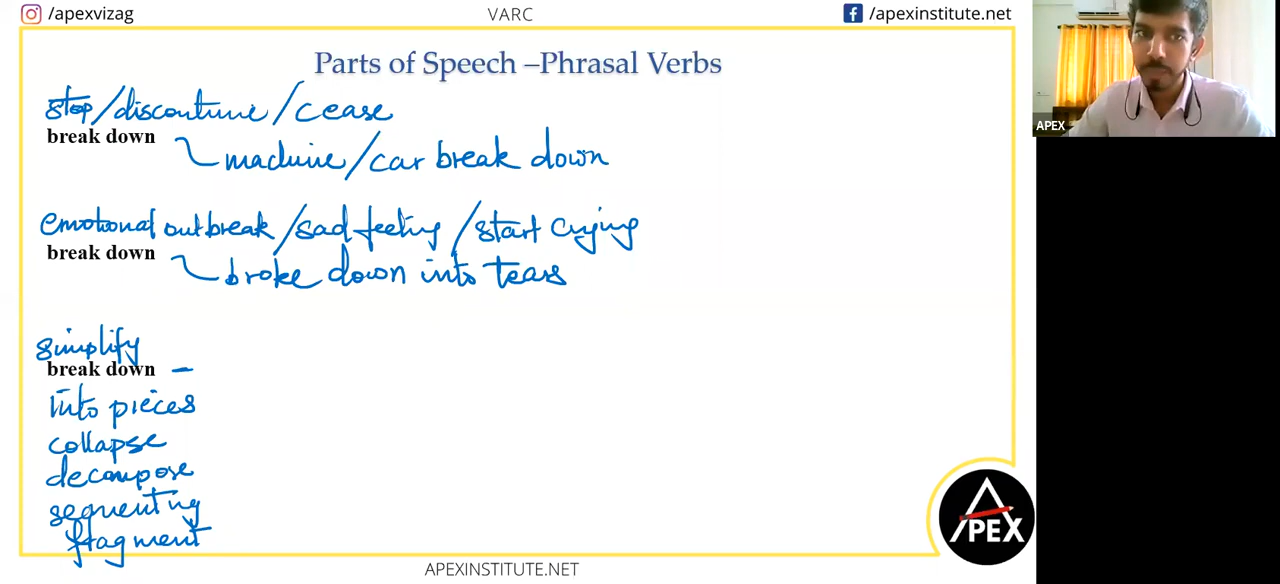 /apexvizag
VARC
/apexinstitute.net
Parts of Speech –Phrasal Verbs
stop/discontinue/cease
break down
machine/car break down
emotional outbreak/sad feeling/start crying
break down
broke down into tears
simplify
break down –
into pieces
collapse
decompose
segmenting
fragment
APEX
APEX
APEXINSTITUTE.NET